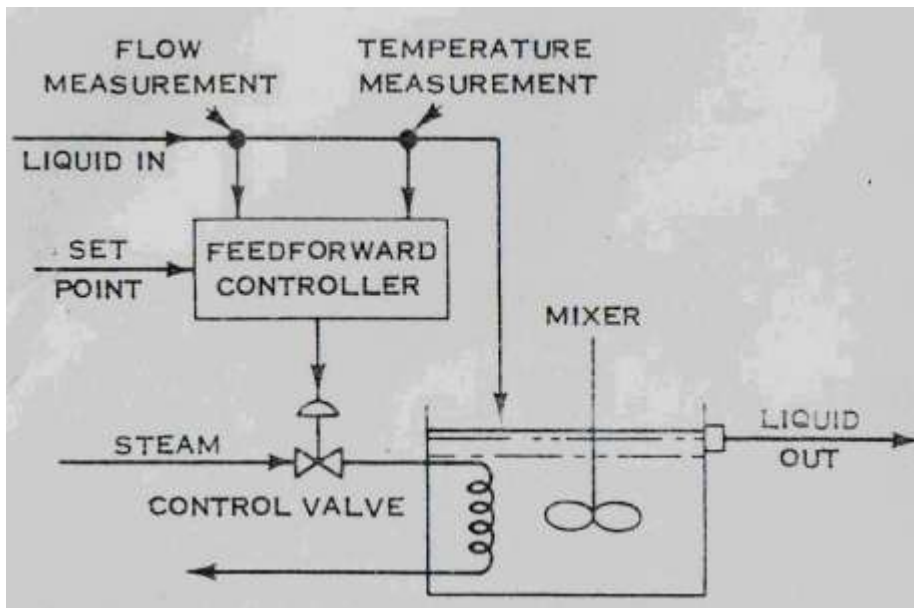 FLOW
MEASUREMENT
TEMPERATURE
MEASUREMENT
LIQUID IN
SET
POINT
FEEDFORWARD
CONTROLLER
MIXER
STEAM
CONTROL VALVE
LIQUID
OUT